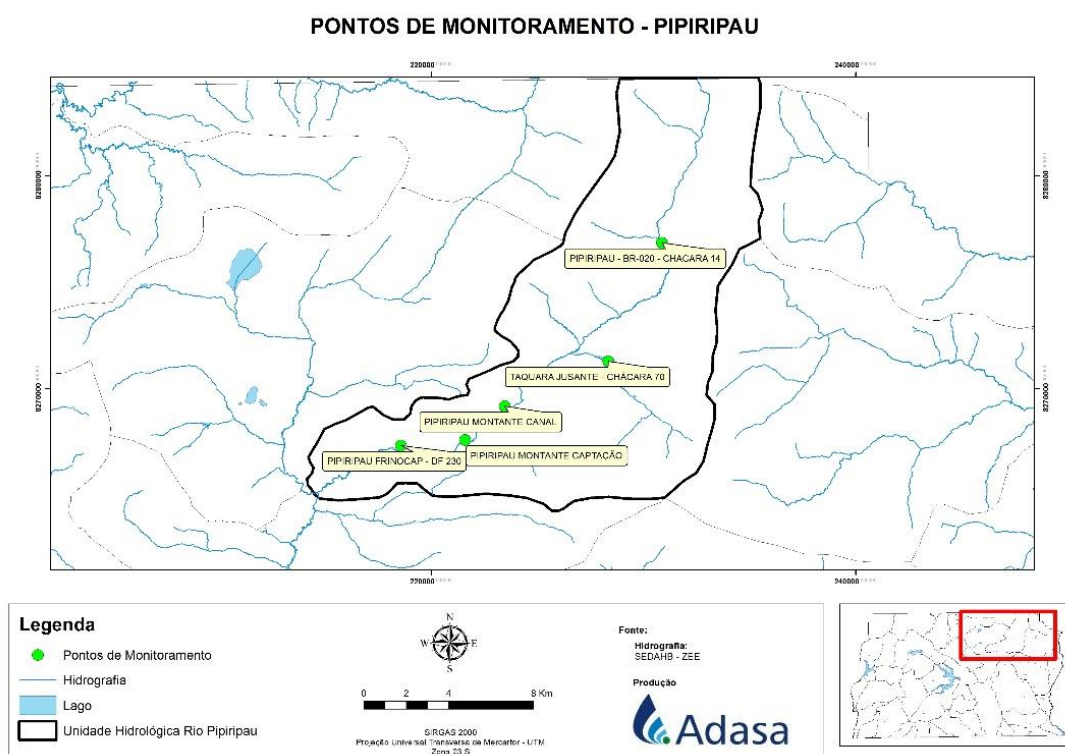 PONTOS DE MONITORAMENTO - PIPIRIPAU
220000
240000
8280000
8280000
PIPIRIPAU - BR-020 - CHACARA 14
TAQUARA JUSANTE - CHÁCARA 70
8270000
8270000
PIPIRIPAU MONTANTE CANAL
PIPIRIPAU FRINOCAP - DF 230
PIPIRIPAU MONTANTE CAPTAÇÃO
220000
240000
Legenda
Pontos de Monitoramento
Hidrografia
Lago
Unidade Hidrológica Rio Pipiripau
N
W
E
S
0 2 4 8 Km
SIRGAS 2000
Projeção Universal Transversa de Mercartor - UTM
Zona 23 S
Fonte:
Hidrografia:
SEDAHB - ZEE
Produção
Adasa